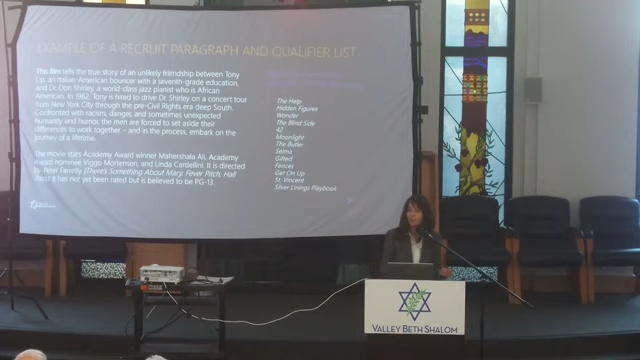 EXAMPLE OF A RECRUIT PARAGRAPH AND QUALIFIER LIST
This film tells the true story of an unlikely friendship between Tony
Lip, an Italian-American bouncer with a seventh-grade education,
and Dr. Don Shirley, a world-class jazz pianist who is African
American. In 1962, Tony is hired to drive Dr. Shirley on a concert tour
from New York City through the pre-Civil Rights era deep South.
Confronted with racism, danger, and sometimes unexpected
humanity and humor, the men are forced to set aside their
differences to work together – and in the process, embark on the
journey of a lifetime.
The movie stars Academy Award winner Mahershala Ali, Academy
Award nominee Viggo Mortensen, and Linda Cardellini. It is directed
by Peter Farrelly (There's Something About Mary, Fever Pitch, Hall
Pass) It has not yet been rated but is believed to be PG-13.
The Help
Hidden Figures
Wonder
The Blind Side
42
Moonlight
The Butler
Selma
Gifted
Fences
Get On Up
St. Vincent
Silver Linings Playbook
VALLEY BETH SHALOM